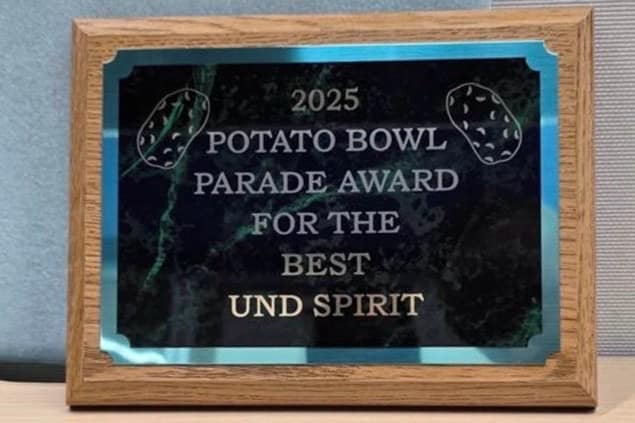 2025
POTATO BOWL
PARADE AWARD
FOR THE
BEST
UND SPIRIT